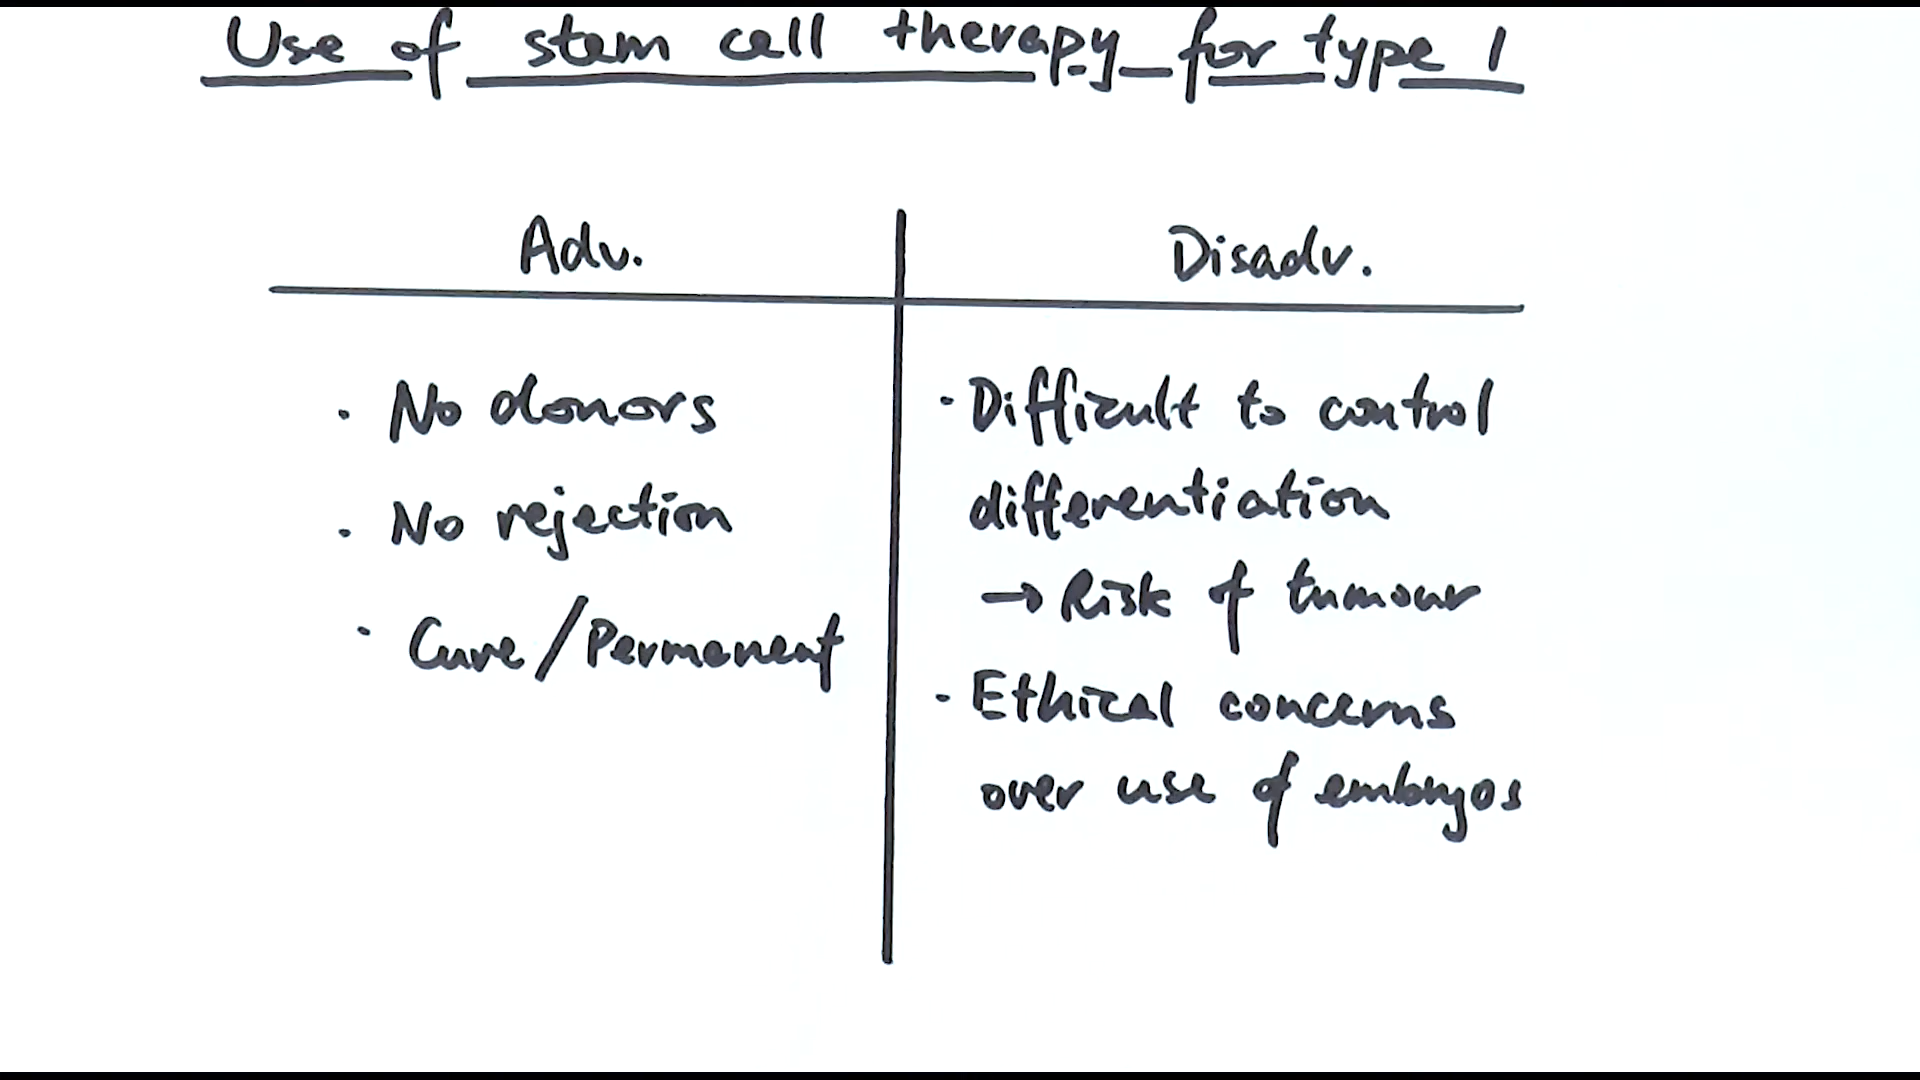 Use of stem cell therapy for type 1
Adv.
· No donors
· No rejection
· Cure/Permanent
Disadv.
· Difficult to control
differentiation
→ Risk of tumour
· Ethical concerns
over use of embryos